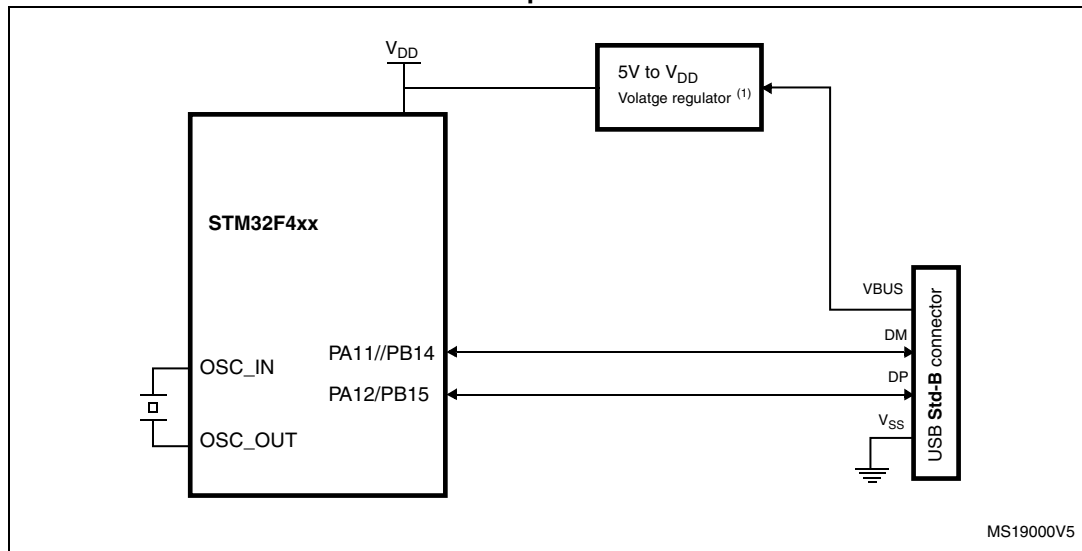 VDD
5V to VDD
Volatge regulator (1)
STM32F4xx
VBUS
DM
PA11//PB14
OSC_IN
DP
PA12/PB15
VSS
OSC_OUT
USB Std-B connector
MS19000V5